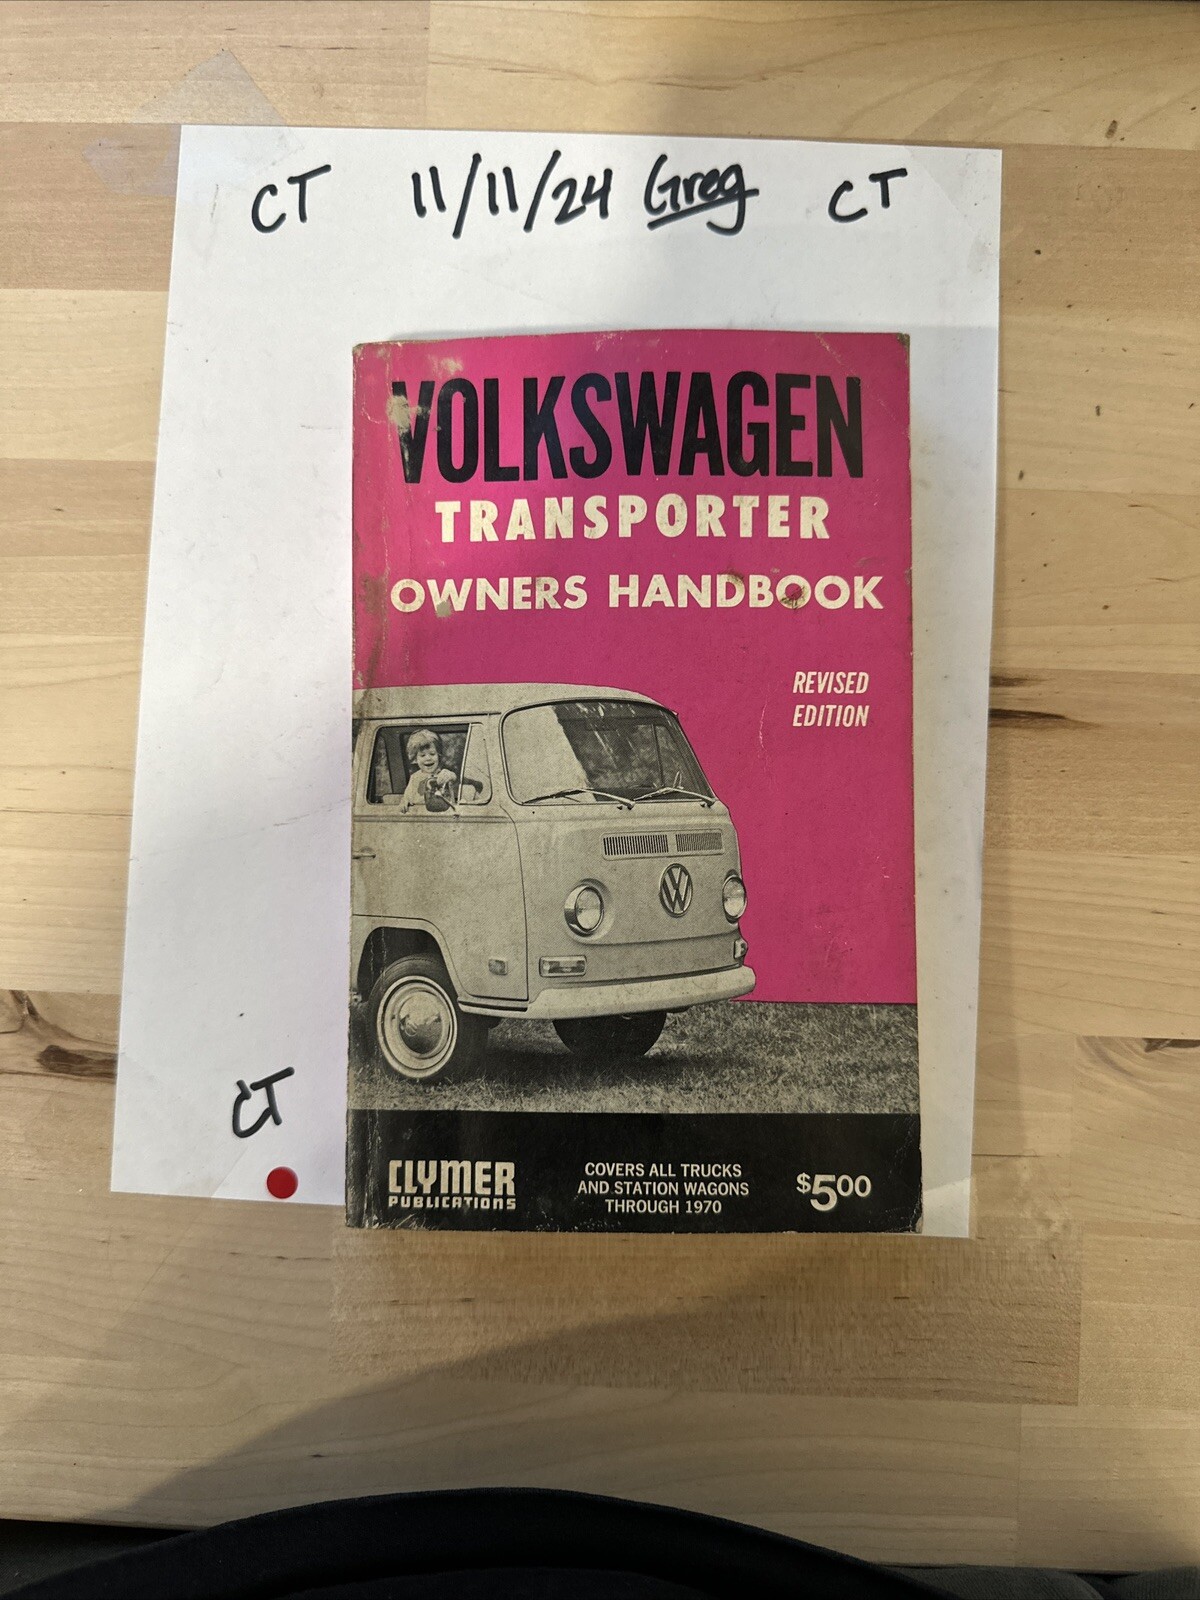 CT 11/11/24 Greg CT
VOLKSWAGEN
TRANSPORTER
OWNERS HANDBOOK
REVISED
EDITION
VW
CT
CLYMER
PUBLICATIONS
COVERS ALL TRUCKS
AND STATION WAGONS
THROUGH 1970
$5.00